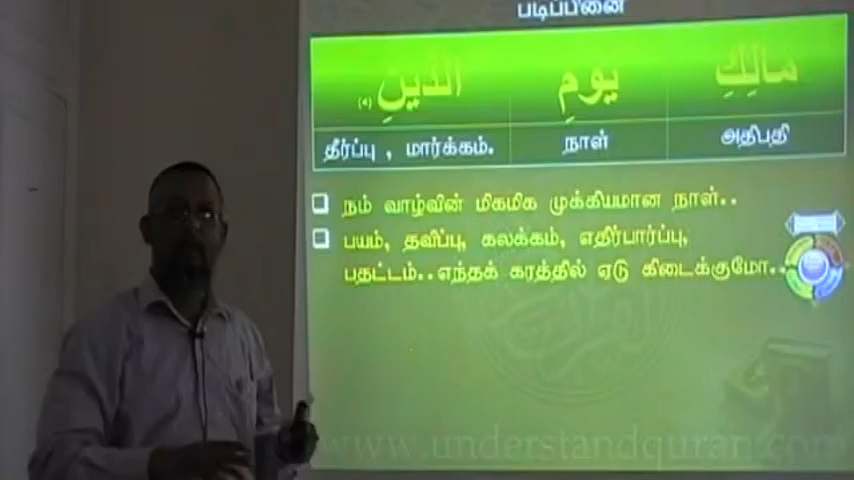 படிப்பினை
مَالِكِ يَوْمِ الدِّينِ (٤)
தீர்ப்பு , மார்க்கம். நாள் அதிபதி
நம் வாழ்வின் மிகமிக முக்கியமான நாள்..
பயம், தவிப்பு, கலக்கம், எதிர்பார்ப்பு,
பதட்டம்..எந்தக் கரத்தில் ஏடு கிடைக்குமோ..
www.understandquran.com